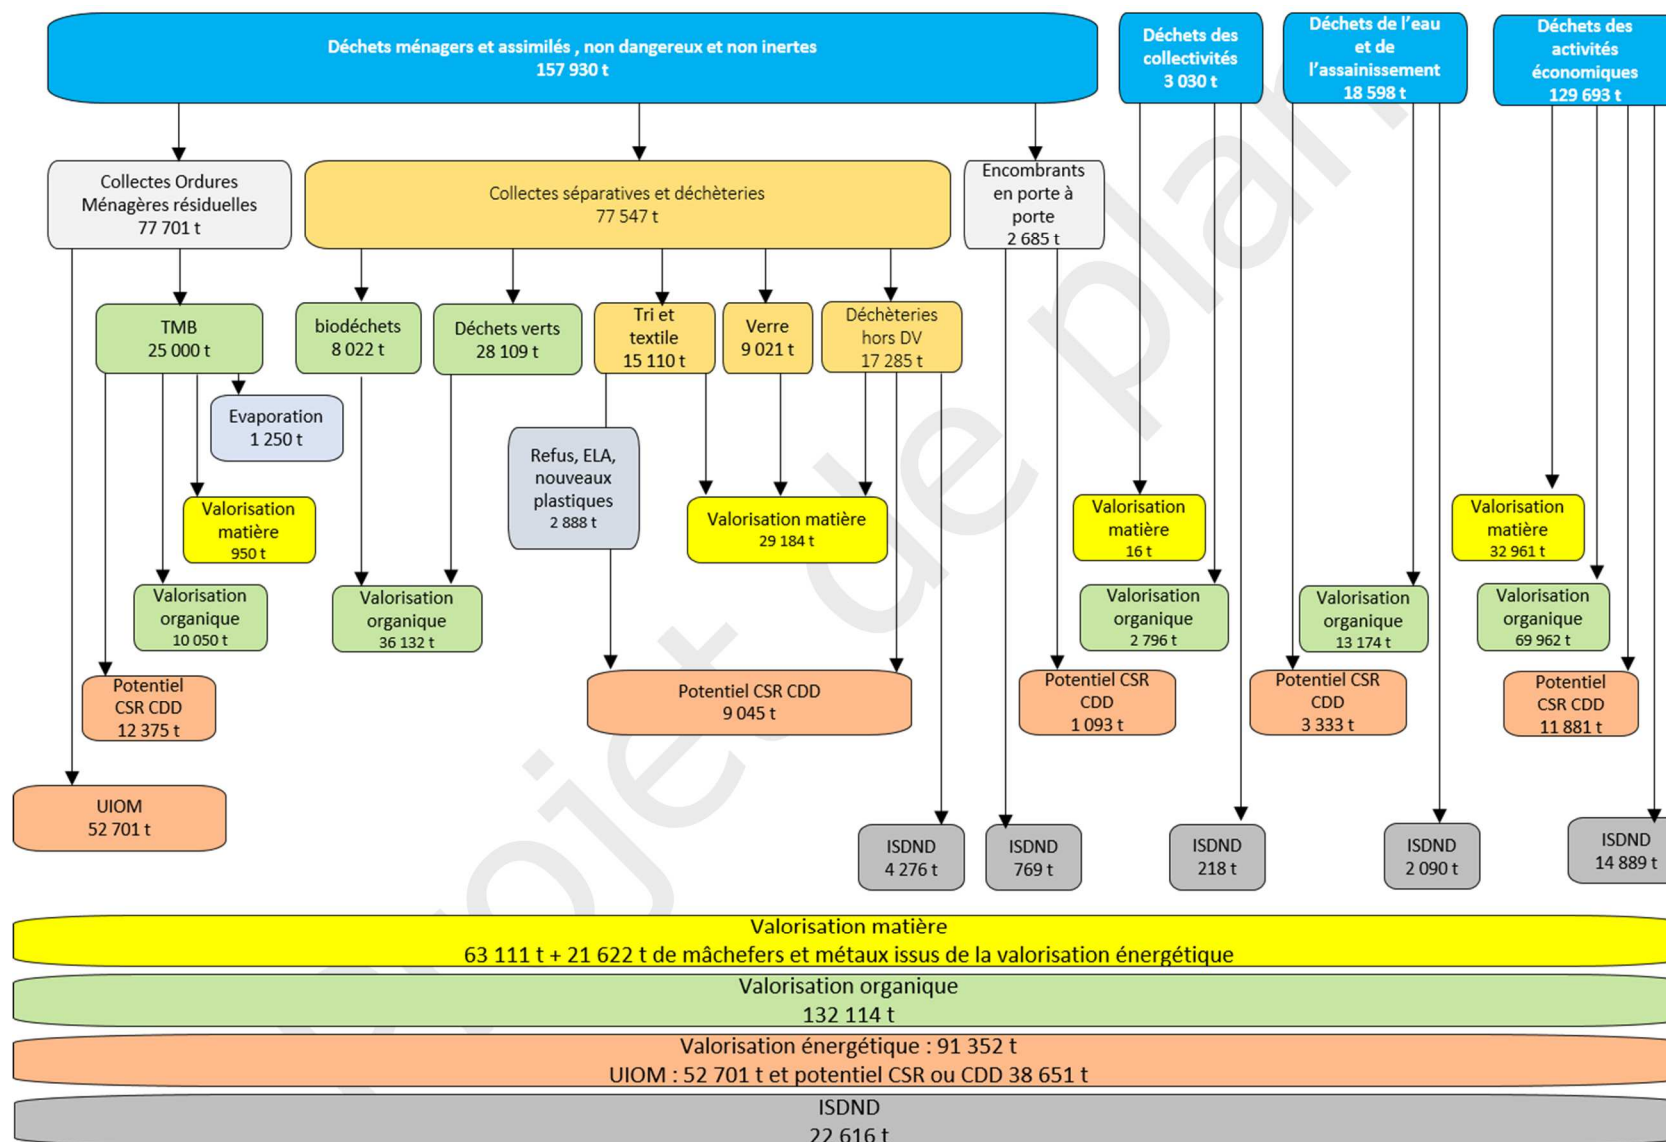 Déchets ménagers et assimilés , non dangereux et non inertes
157 930 t
Déchets des
collectivités
3 030 t
Déchets de l’eau
et de
l’assainissement
18 598 t
Déchets des
activités
économiques
129 693 t
Collectes Ordures
Ménagères résiduelles
77 701 t
Collectes séparatives et déchèteries
77 547 t
Encombrants
en porte à
porte
2 685 t
TMB
25 000 t
biodéchets
8 022 t
Déchets verts
28 109 t
Tri et
textile
15 110 t
Verre
9 021 t
Déchèteries
hors DV
17 285 t
Evaporation
1 250 t
Refus, ELA,
nouveaux
plastiques
2 888 t
Valorisation
matière
950 t
Valorisation matière
29 184 t
Valorisation
matière
16 t
Valorisation
matière
32 961 t
Valorisation
organique
10 050 t
Valorisation
organique
36 132 t
Valorisation
organique
2 796 t
Valorisation
organique
13 174 t
Valorisation
organique
69 962 t
Potentiel
CSR CDD
12 375 t
Potentiel CSR CDD
9 045 t
Potentiel CSR
CDD
1 093 t
Potentiel CSR
CDD
3 333 t
Potentiel
CSR CDD
11 881 t
UIOM
52 701 t
ISDND
4 276 t
ISDND
769 t
ISDND
218 t
ISDND
2 090 t
ISDND
14 889 t
Valorisation matière
63 111 t + 21 622 t de mâchefers et métaux issus de la valorisation énergétique
Valorisation organique
132 114 t
Valorisation énergétique : 91 352 t
UIOM : 52 701 t et potentiel CSR ou CDD 38 651 t
ISDND
22 616 t
Projet de plan